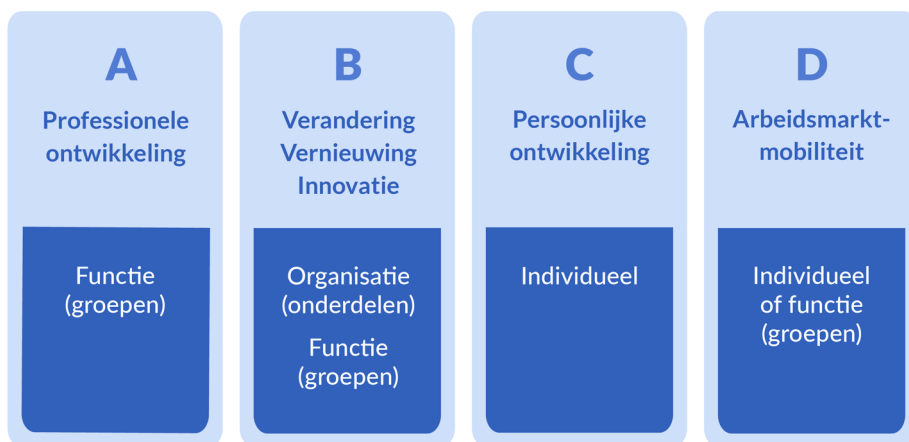 A
Professionele
ontwikkeling
Functie
(groepen)
B
Verandering
Vernieuwing
Innovatie
Organisatie
(onderdelen)
Functie
(groepen)
C
Persoonlijke
ontwikkeling
Individueel
D
Arbeidsmarkt-
mobiliteit
Individueel
of functie
(groepen)